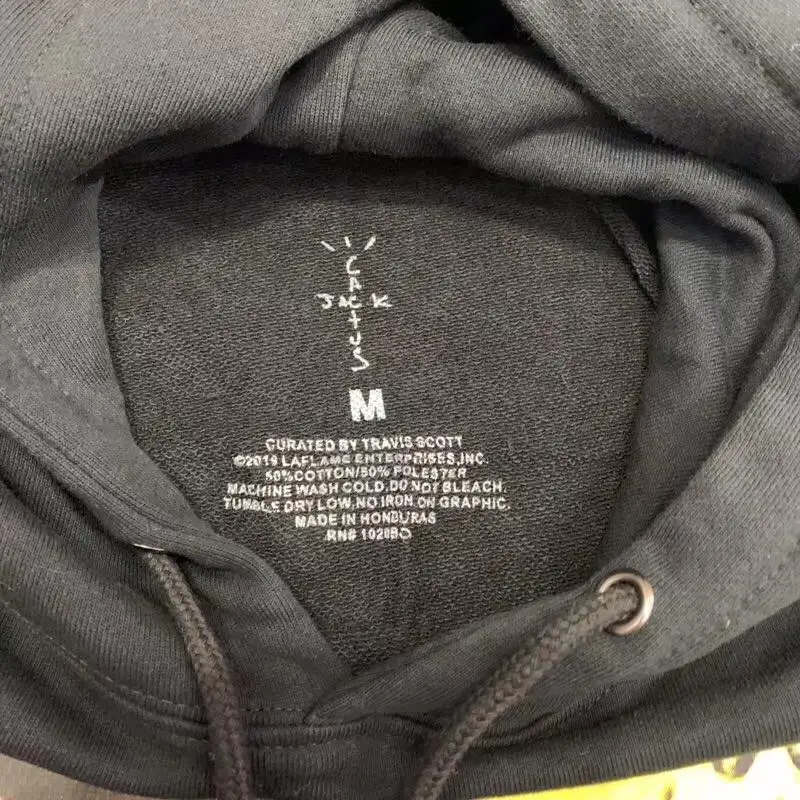 CACTUS
JACK
M
CURATED BY TRAVIS SCOTT
©2019 LAFLAME ENTERPRISES,INC.
50%COTTON/50% POLESTER
MACHINE WASH COLD.DO NOT BLEACH.
TUMBLE DRY LOW,NO IRON ON GRAPHIC.
MADE IN HONDURAS
RN#